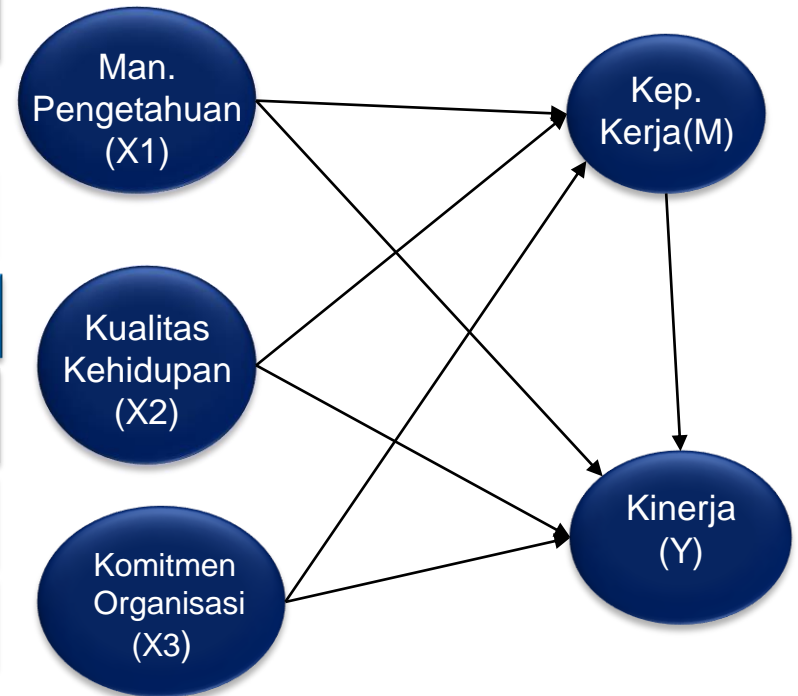 Man.
Pengetahuan
(X1)
Kep.
Kerja(M)
Kualitas
Kehidupan
(X2)
Kinerja
(Y)
Komitmen
Organisasi
(X3)